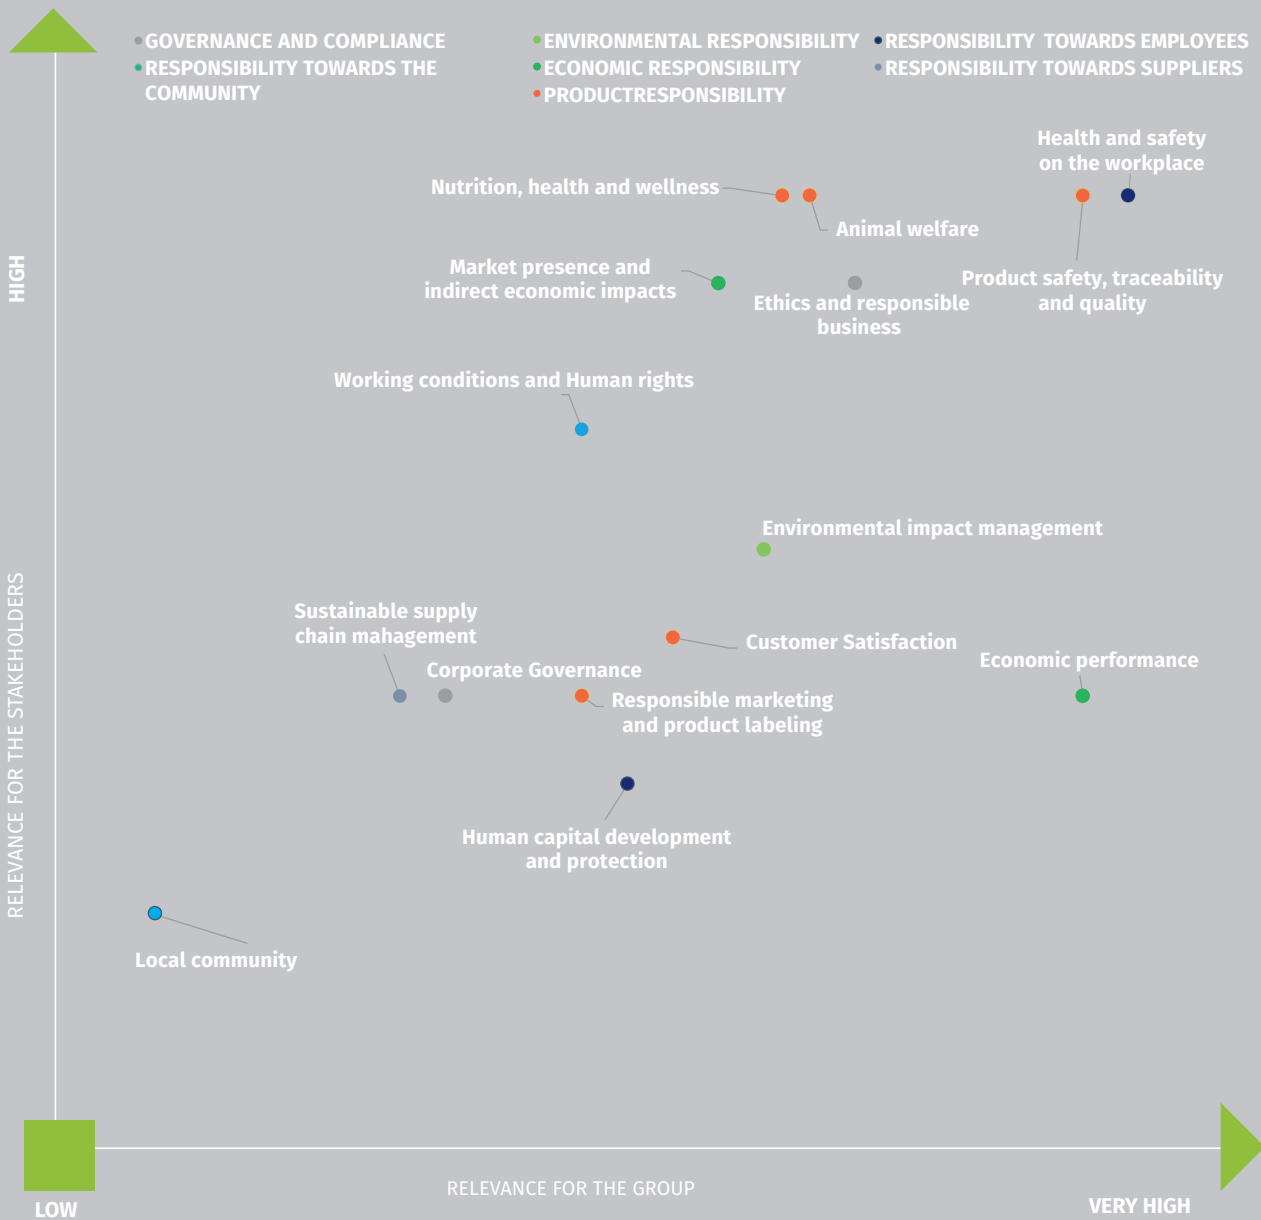 GOVERNANCE AND COMPLIANCE
RESPONSIBILITY TOWARDS THE
COMMUNITY
ENVIRONMENTAL RESPONSIBILITY
ECONOMIC RESPONSIBILITY
PRODUCTRESPONSIBILITY
RESPONSIBILITY TOWARDS EMPLOYEES
RESPONSIBILITY TOWARDS SUPPLIERS
Health and safety
on the workplace
Nutrition, health and wellness
Animal welfare
Market presence and
indirect economic impacts
Product safety, traceability
and quality
Ethics and responsible
business
HIGH
Working conditions and Human rights
Environmental impact management
Sustainable supply
chain mahagement
Customer Satisfaction
Corporate Governance
Economic performance
Responsible marketing
and product labeling
RELEVANCE FOR THE STAKEHOLDERS
Human capital development
and protection
Local community
RELEVANCE FOR THE GROUP
LOW
VERY HIGH